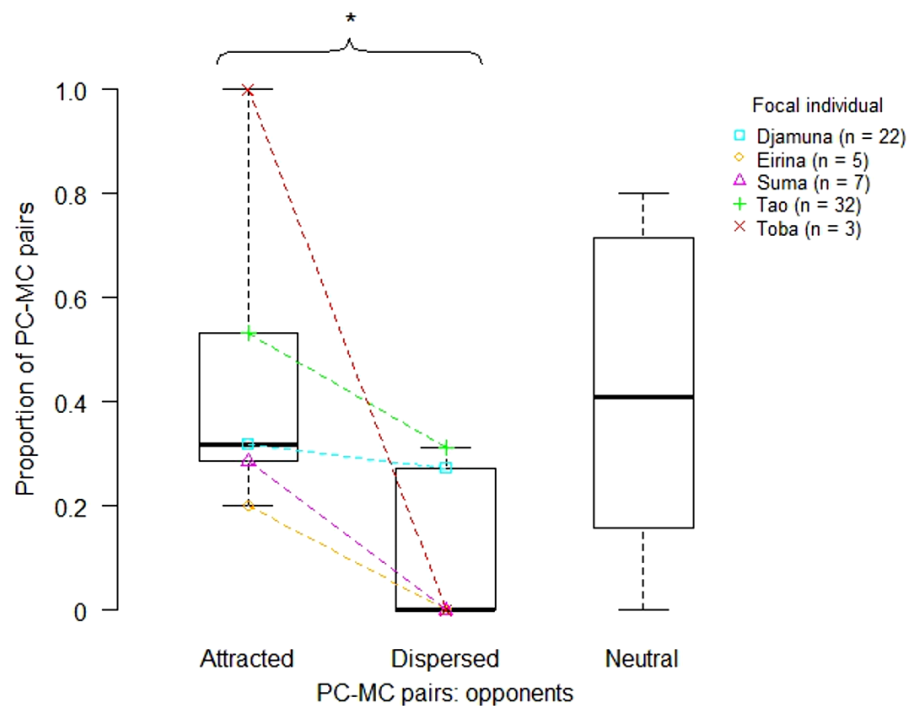 *
1.0
0.8
0.6
0.4
0.2
0
Proportion of PC-MC pairs
Attracted
Dispersed
Neutral
PC-MC pairs: opponents
Focal individual
Djamuna (n = 22)
Eirina (n = 5)
Suma (n = 7)
Tao (n = 32)
Toba (n = 3)